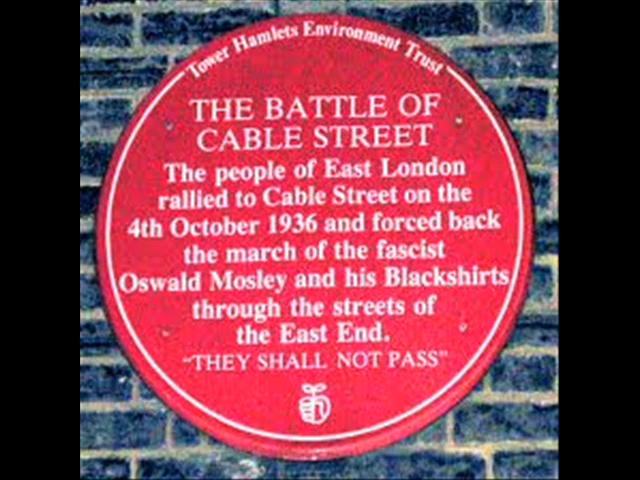 Tower Hamlets Environment Trust
THE BATTLE OF
CABLE STREET
The people of East London
rallied to Cable Street on the
4th October 1936 and forced back
the march of the fascist
Oswald Mosley and his Blackshirts
through the streets of
the East End.
“THEY SHALL NOT PASS”